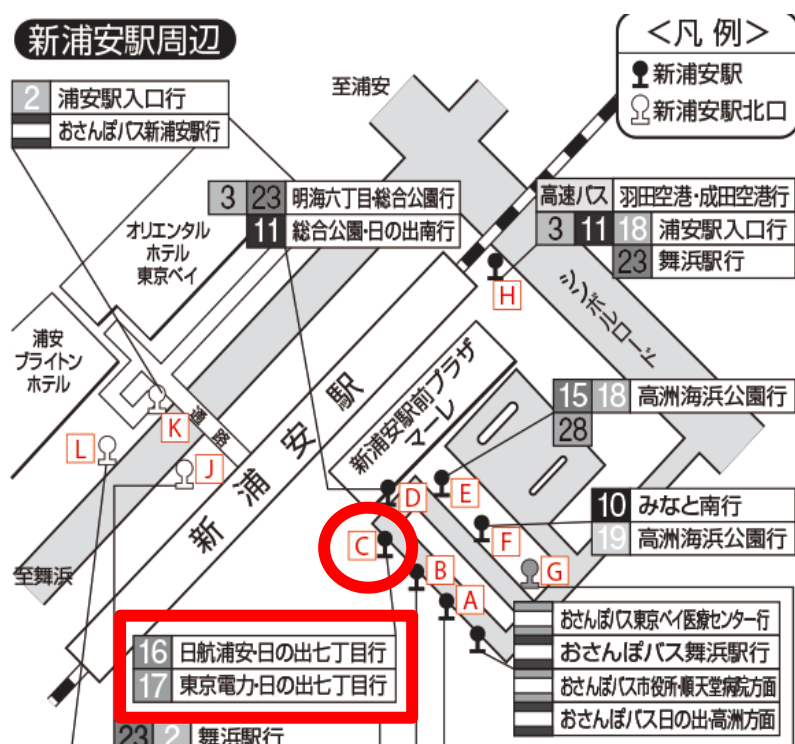 新浦安駅周辺
<凡 例>
新浦安駅
新浦安駅北口
至浦安
2 浦安駅入口行
おさんぽバス新浦安駅行
3 23 明海六丁目・総合公園行
11 総合公園・日の出南行
高速バス 羽田空港・成田空港行
3 11 18 浦安駅入口行
23 舞浜駅行
オリエンタル
ホテル
東京ベイ
H
シンボルロード
浦安
ブライトン
ホテル
新浦安駅前プラザ
マーレ
15 18 高洲海浜公園行
28
K
通路
L
J
新浦安駅
D
E
10 みなと南行
19 高洲海浜公園行
C
F
B
G
A
至舞浜
おさんぽバス東京ベイ医療センター行
おさんぽバス舞浜駅行
おさんぽバス市役所・順天堂病院方面
おさんぽバス日の出・高洲方面
16 日航浦安・日の出七丁目行
17 東京電力・日の出七丁目行
23 2 舞浜駅行